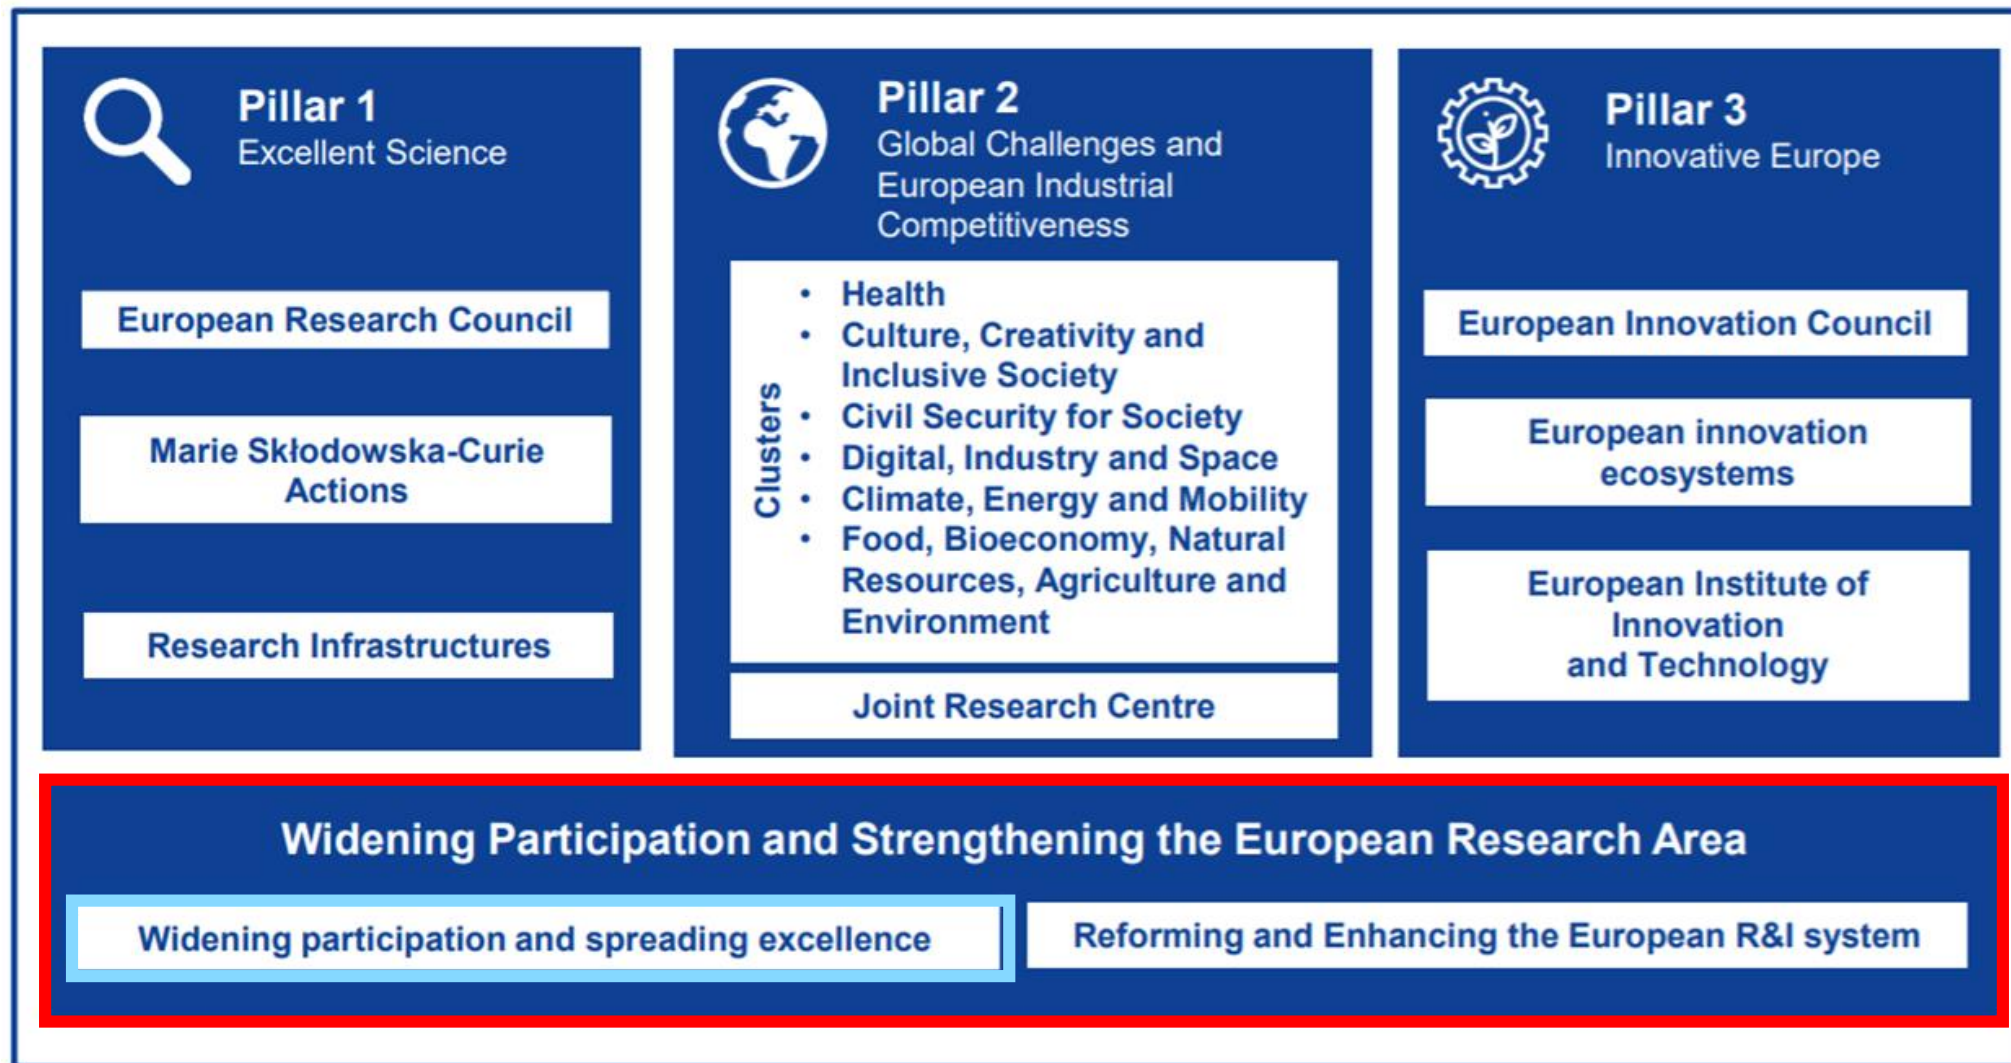 Pillar 1
Excellent Science
European Research Council
Marie Skłodowska-Curie
Actions
Research Infrastructures
Pillar 2
Global Challenges and
European Industrial
Competitiveness
Clusters
• Health
• Culture, Creativity and
Inclusive Society
• Civil Security for Society
• Digital, Industry and Space
• Climate, Energy and Mobility
• Food, Bioeconomy, Natural
Resources, Agriculture and
Environment
Joint Research Centre
Pillar 3
Innovative Europe
European Innovation Council
European innovation
ecosystems
European Institute of
Innovation
and Technology
Widening Participation and Strengthening the European Research Area
Widening participation and spreading excellence
Reforming and Enhancing the European R&I system